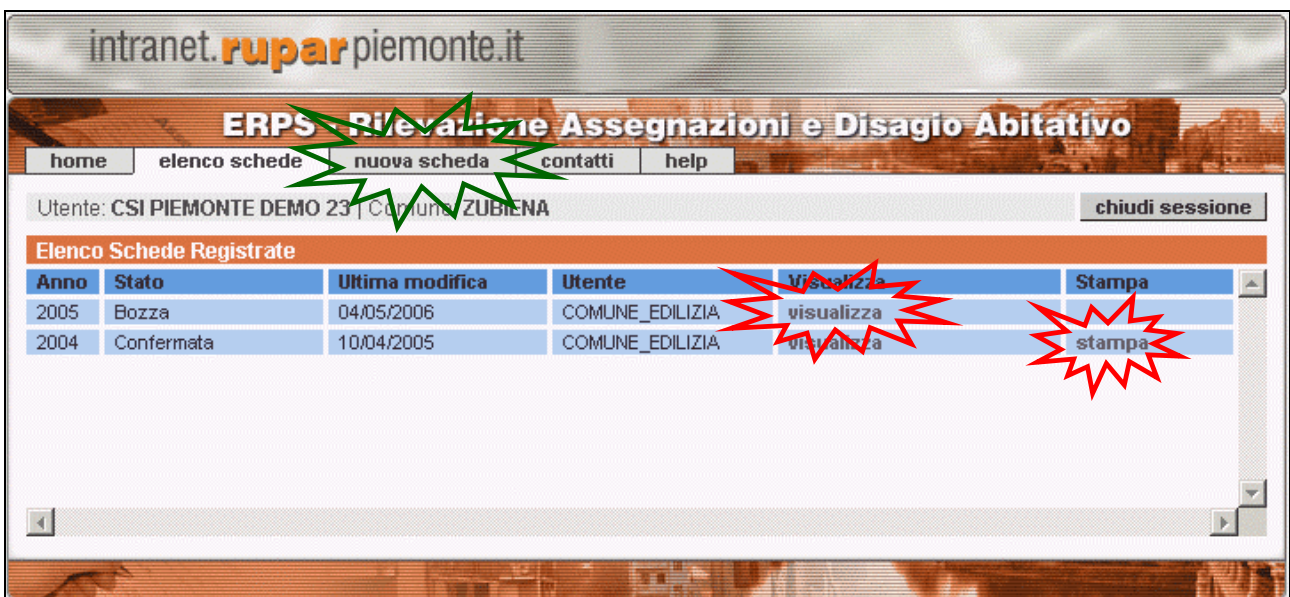 intranet.ruparpiemonte.it
ERPS - Rilevazione Assegnazioni e Disagio Abitativo
home elenco schede nuova scheda contatti help
Utente: CSI PIEMONTE DEMO 23 | Comune: ZUBIENA chiudi sessione
Elenco Schede Registrate
Anno Stato Ultima modifica Utente Visualizza Stampa
2005 Bozza 04/05/2006 COMUNE_EDILIZIA visualizza
2004 Confermata 10/04/2005 COMUNE_EDILIZIA visualizza stampa